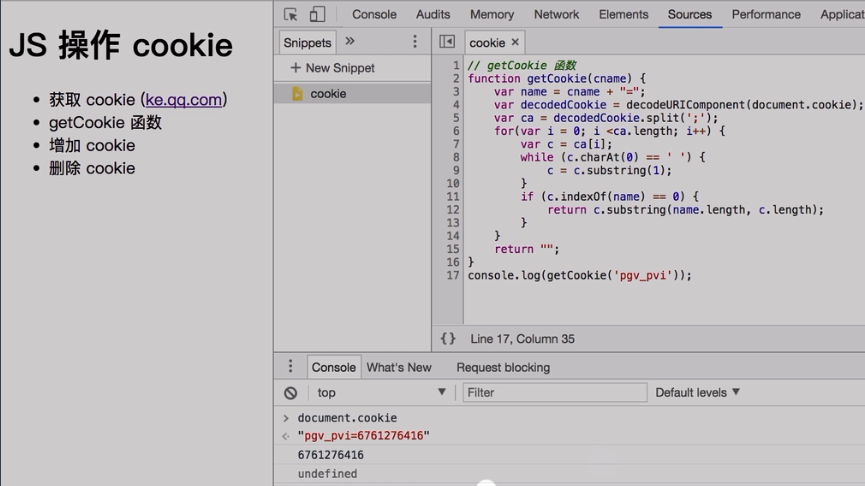 JS 操作 cookie
获取 cookie (ke.qq.com)
getCookie 函数
增加 cookie
删除 cookie
Console Audits Memory Network Elements Sources Performance Applicat
Snippets »
+ New Snippet
cookie
cookie ×
1 // getCookie 函数
2 function getCookie(cname) {
3 var name = cname + "=";
4 var decodedCookie = decodeURIComponent(document.cookie);
5 var ca = decodedCookie.split(';');
6 for(var i = 0; i <ca.length; i++) {
7 var c = ca[i];
8 while (c.charAt(0) == ' ') {
9 c = c.substring(1);
10 }
11 if (c.indexOf(name) == 0) {
12 return c.substring(name.length, c.length);
13 }
14 }
15 return "";
16 }
17 console.log(getCookie('pgv_pvi'));
{} Line 17, Column 35
Console What's New Request blocking
top Filter Default levels ▼
> document.cookie
"pgv_pvi=6761276416"
6761276416
undefined